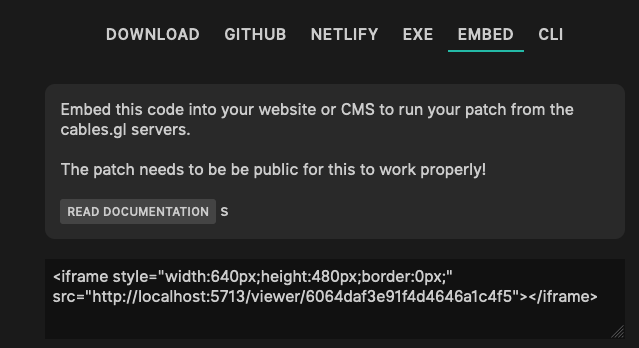 DOWNLOAD GITHUB NETLIFY EXE EMBED CLI
Embed this code into your website or CMS to run your patch from the
cables.gl servers.
The patch needs to be be public for this to work properly!
READ DOCUMENTATION S
<iframe style="width:640px;height:480px;border:0px;"
src="http://localhost:5713/viewer/6064daf3e91f4d4646a1c4f5"></iframe>